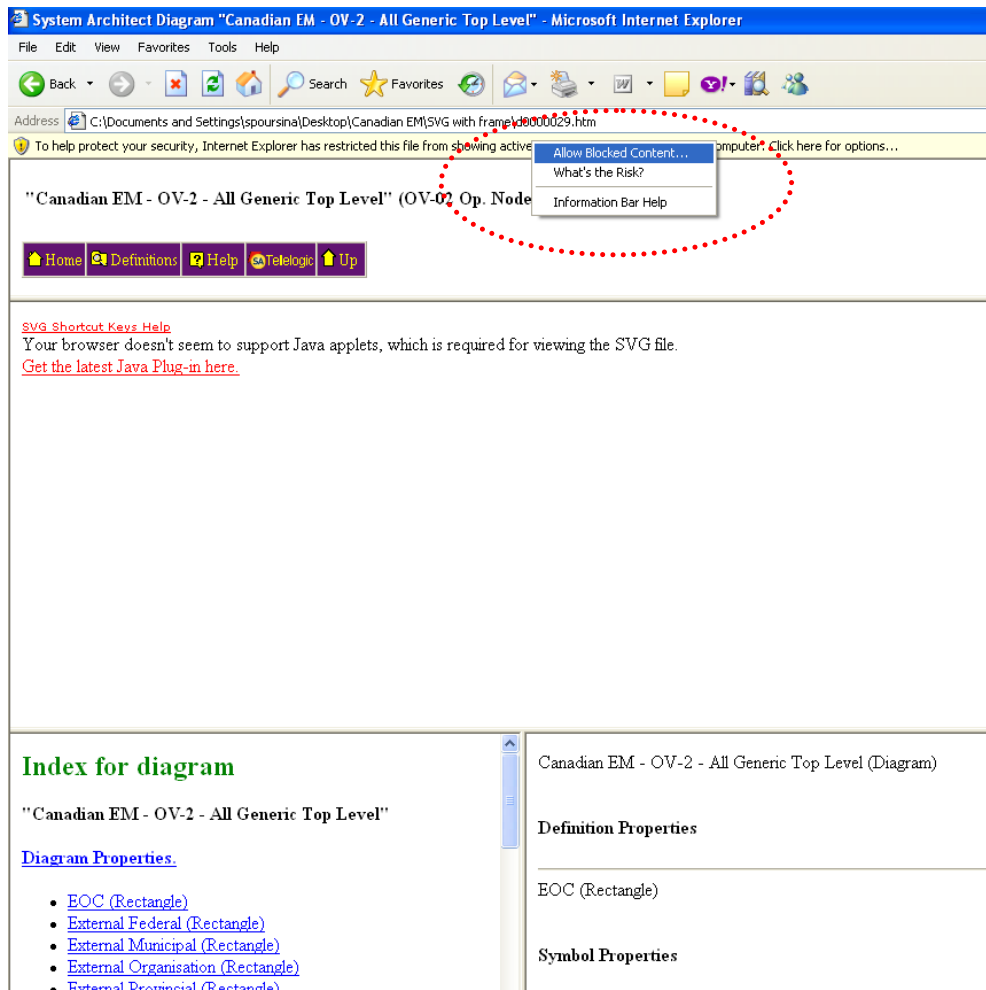 System Architect Diagram "Canadian EM - OV-2 - All Generic Top Level" - Microsoft Internet Explorer
File Edit View Favorites Tools Help
Back Search Favorites
Address C:\Documents and Settings\spoursina\Desktop\Canadian EM\SVG with frame\d0000029.htm
To help protect your security, Internet Explorer has restricted this file from showing active omputer. Click here for options...
Allow Blocked Content...
What's the Risk?
Information Bar Help
"Canadian EM - OV-2 - All Generic Top Level" (OV-02 Op. Node
Home Definitions Help Telelogic Up
SVG Shortcut Keys Help
Your browser doesn't seem to support Java applets, which is required for viewing the SVG file.
Get the latest Java Plug-in here.
Index for diagram
"Canadian EM - OV-2 - All Generic Top Level"
Diagram Properties.
EOC (Rectangle)
External Federal (Rectangle)
External Municipal (Rectangle)
External Organisation (Rectangle)
External Provincial (Rectangle)
Canadian EM - OV-2 - All Generic Top Level (Diagram)
Definition Properties
EOC (Rectangle)
Symbol Properties